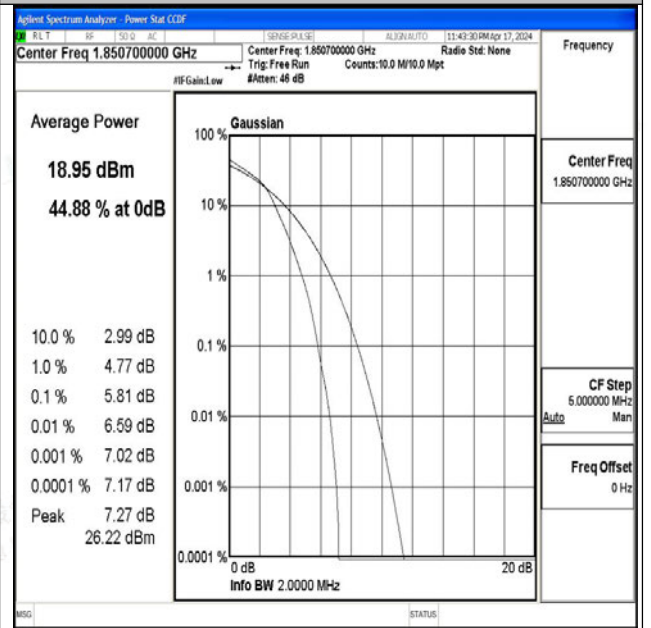 Agilent Spectrum Analyzer - Power Stat CCDF
RLT RF 50 Ω AC SENSE:PULSE ALIGNAUTO 11:43:30 PM Apr 17, 2024
Center Freq 1.850700000 GHz
Center Freq: 1.850700000 GHz Radio Std: None
Trig: Free Run Counts:10.0 M/10.0 Mpt
#IFGain:Low #Atten: 46 dB
Frequency
Average Power
18.95 dBm
44.88 % at 0dB
10.0 % 2.99 dB
1.0 % 4.77 dB
0.1 % 5.81 dB
0.01 % 6.59 dB
0.001 % 7.02 dB
0.0001 % 7.17 dB
Peak 7.27 dB
26.22 dBm
Gaussian
100 %
10 %
1 %
0.1 %
0.01 %
0.001 %
0.0001 %
0 dB 20 dB
Info BW 2.0000 MHz
Center Freq
1.850700000 GHz
CF Step
5.000000 MHz
Auto Man
Freq Offset
0 Hz
MSG STATUS